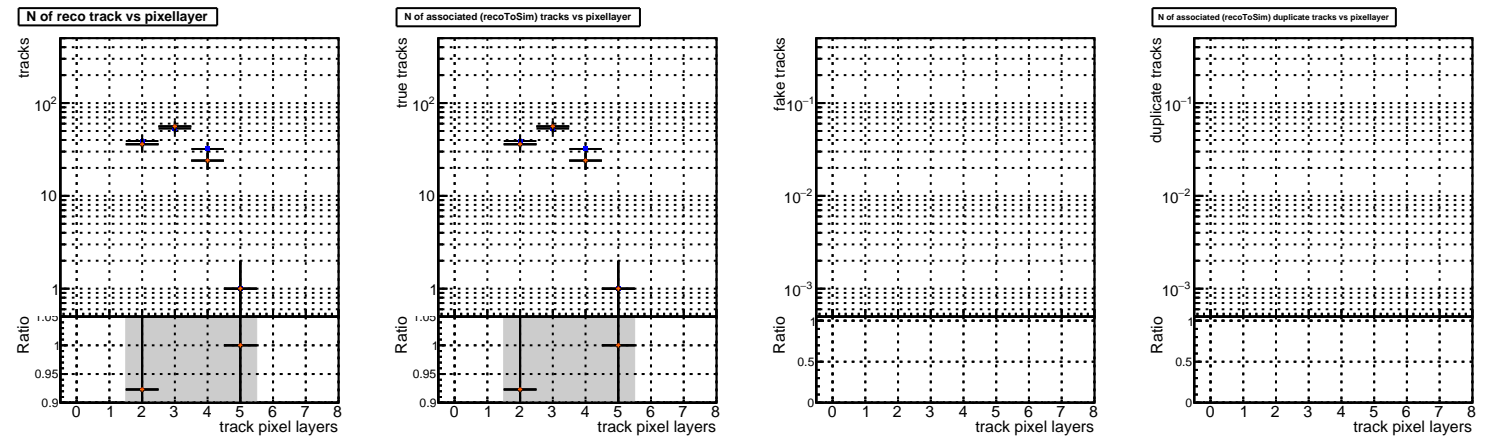 N of reco track vs pixellayer
tracks
10²
10
1
Ratio
1.05
1
0.95
0.9
0 1 2 3 4 5 6 7 8
track pixel layers
N of associated (recoToSim) tracks vs pixellayer
true tracks
10²
10
1
Ratio
1.05
1
0.95
0.9
0 1 2 3 4 5 6 7 8
track pixel layers
fake tracks
10⁻¹
10⁻²
10⁻³
Ratio
1
0.5
0
0 1 2 3 4 5 6 7 8
track pixel layers
N of associated (recoToSim) duplicate tracks vs pixellayer
duplicate tracks
10⁻¹
10⁻²
10⁻³
Ratio
1
0.5
0
0 1 2 3 4 5 6 7 8
track pixel layers